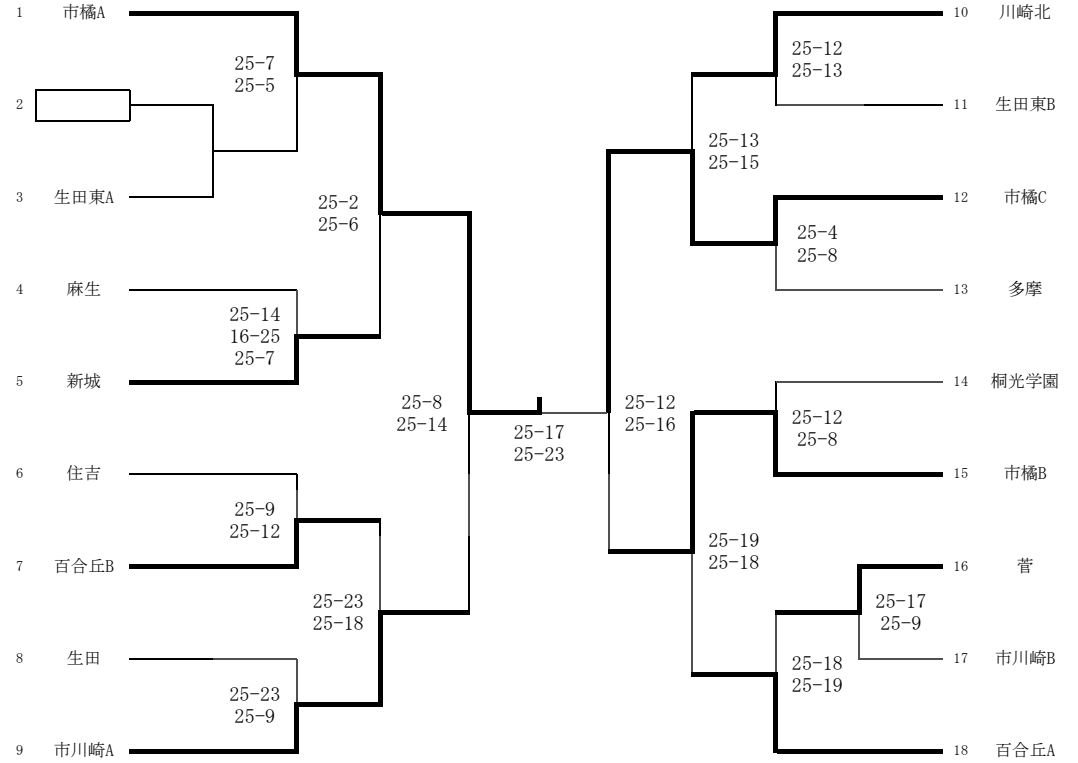 1 市橘A
25-7
25-5
2
3 生田東A
25-2
25-6
4 麻生
25-14
16-25
25-7
5 新城
25-8
25-14
6 住吉
25-9
25-12
7 百合丘B
25-23
25-18
8 生田
25-23
25-9
9 市川崎A
25-17
25-23
10 川崎北
25-12
25-13
11 生田東B
25-13
25-15
12 市橘C
25-4
25-8
13 多摩
25-12
25-16
14 桐光学園
25-12
25-8
15 市橘B
25-19
25-18
16 菅
25-17
25-9
17 市川崎B
25-18
25-19
18 百合丘A